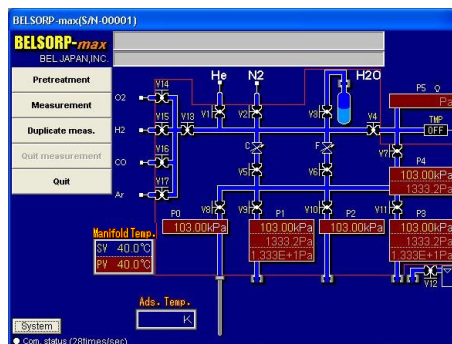 BELSORP-max(S/N-00001)
BELSORP-max
BEL JAPAN,INC.
Pretreatment
Measurement
Duplicate meas.
Quit measurement
Quit
He N2 H2O
O2 V14
H2 V15 V13
CO V16
Ar V17
V1 V2 V3 V4
P5
Pa
TMP
OFF
C F
V7
V5 V6
P4
103.00kPa
1333.2Pa
V8 V9 V10 V11
P0 P1 P2 P3
103.00kPa 103.00kPa 103.00kPa 103.00kPa
1333.2Pa 1333.2Pa
1.333E+1Pa 1.333E+1Pa
V12
Manifold Temp.
SV 40.0℃
PV 40.0℃
Ads. Temp.
K
System
Com. status (28times/sec)